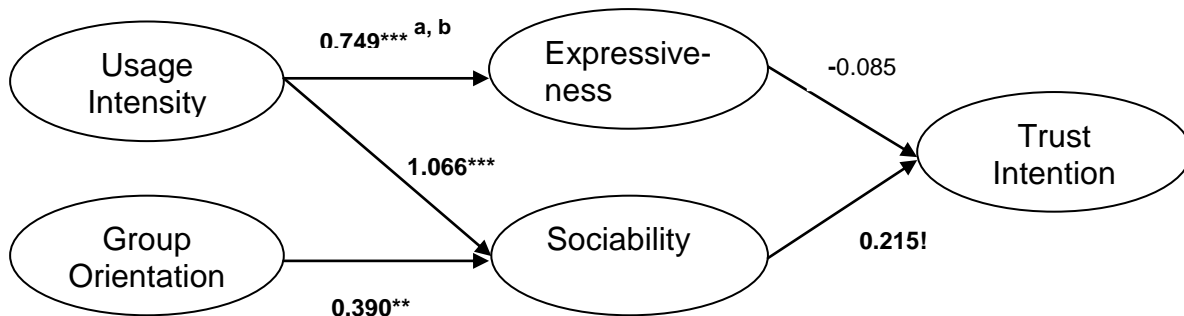 0.749*** a, b
Usage
Intensity
Expressive-
ness
-0.085
Trust
Intention
1.066***
Group
Orientation
Sociability
0.215!
0.390**